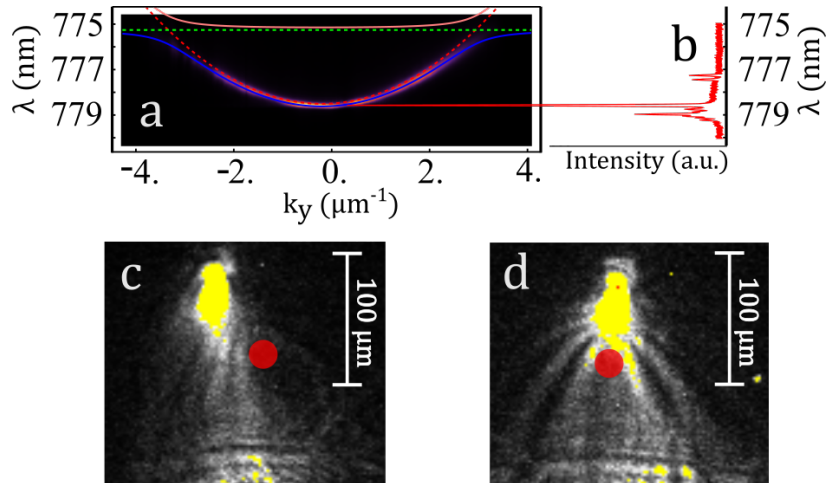 775
777
779
λ (nm)
a
-4.
-2.
0.
2.
4.
ky (μm⁻¹)
b
775
777
779
λ (nm)
Intensity (a.u.)
c
100 μm
d
100 μm